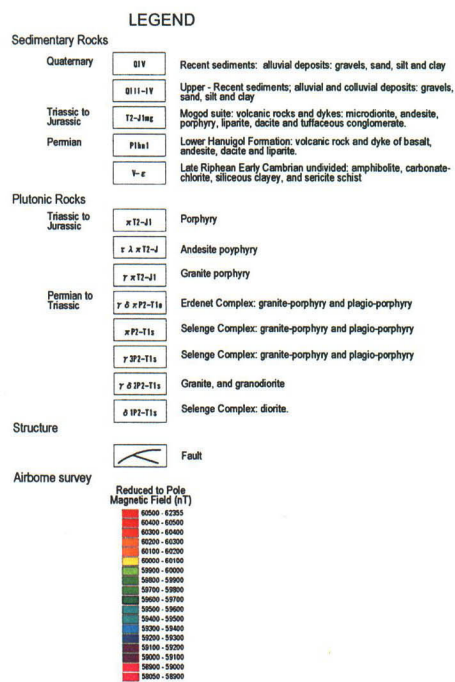 LEGEND
Sedimentary Rocks
Quaternary QIV Recent sediments: alluvial deposits: gravels, sand, silt and clay
QIII-IV Upper - Recent sediments; alluvial and colluvial deposits: gravels,
sand, silt and clay
Triassic to
Jurassic
T2-J1mg Mogod suite: volcanic rocks and dykes: microdiorite, andesite,
porphyry, liparite, dacite and tuffaceous conglomerate.
Permian P1hnl Lower Hanuigol Formation: volcanic rock and dyke of basalt,
andesite, dacite and liparite.
V-ε Late Riphean Early Cambrian undivided: amphibolite, carbonate-
chlorite, siliceous clayey, and sericite schist
Plutonic Rocks
Triassic to
Jurassic
πT2-J1 Porphyry
τλπT2-J Andesite poyphyry
γπT2-J1 Granite porphyry
Permian to
Triassic
γδπP2-T1e Erdenet Complex: granite-porphyry and plagio-porphyry
πP2-T1s Selenge Complex: granite-porphyry and plagio-porphyry
γ3P2-T1s Selenge Complex: granite-porphyry and plagio-porphyry
γδ2P2-T1s Granite, and granodiorite
δ1P2-T1s Selenge Complex: diorite.
Structure
Fault
Airborne survey
Reduced to Pole
Magnetic Field (nT)
60500 - 62355
60400 - 60500
60300 - 60400
60200 - 60300
60100 - 60200
60000 - 60100
59900 - 60000
59800 - 59900
59700 - 59800
59600 - 59700
59500 - 59600
59400 - 59500
59300 - 59400
59200 - 59300
59100 - 59200
59000 - 59100
58900 - 59000
58050 - 58900